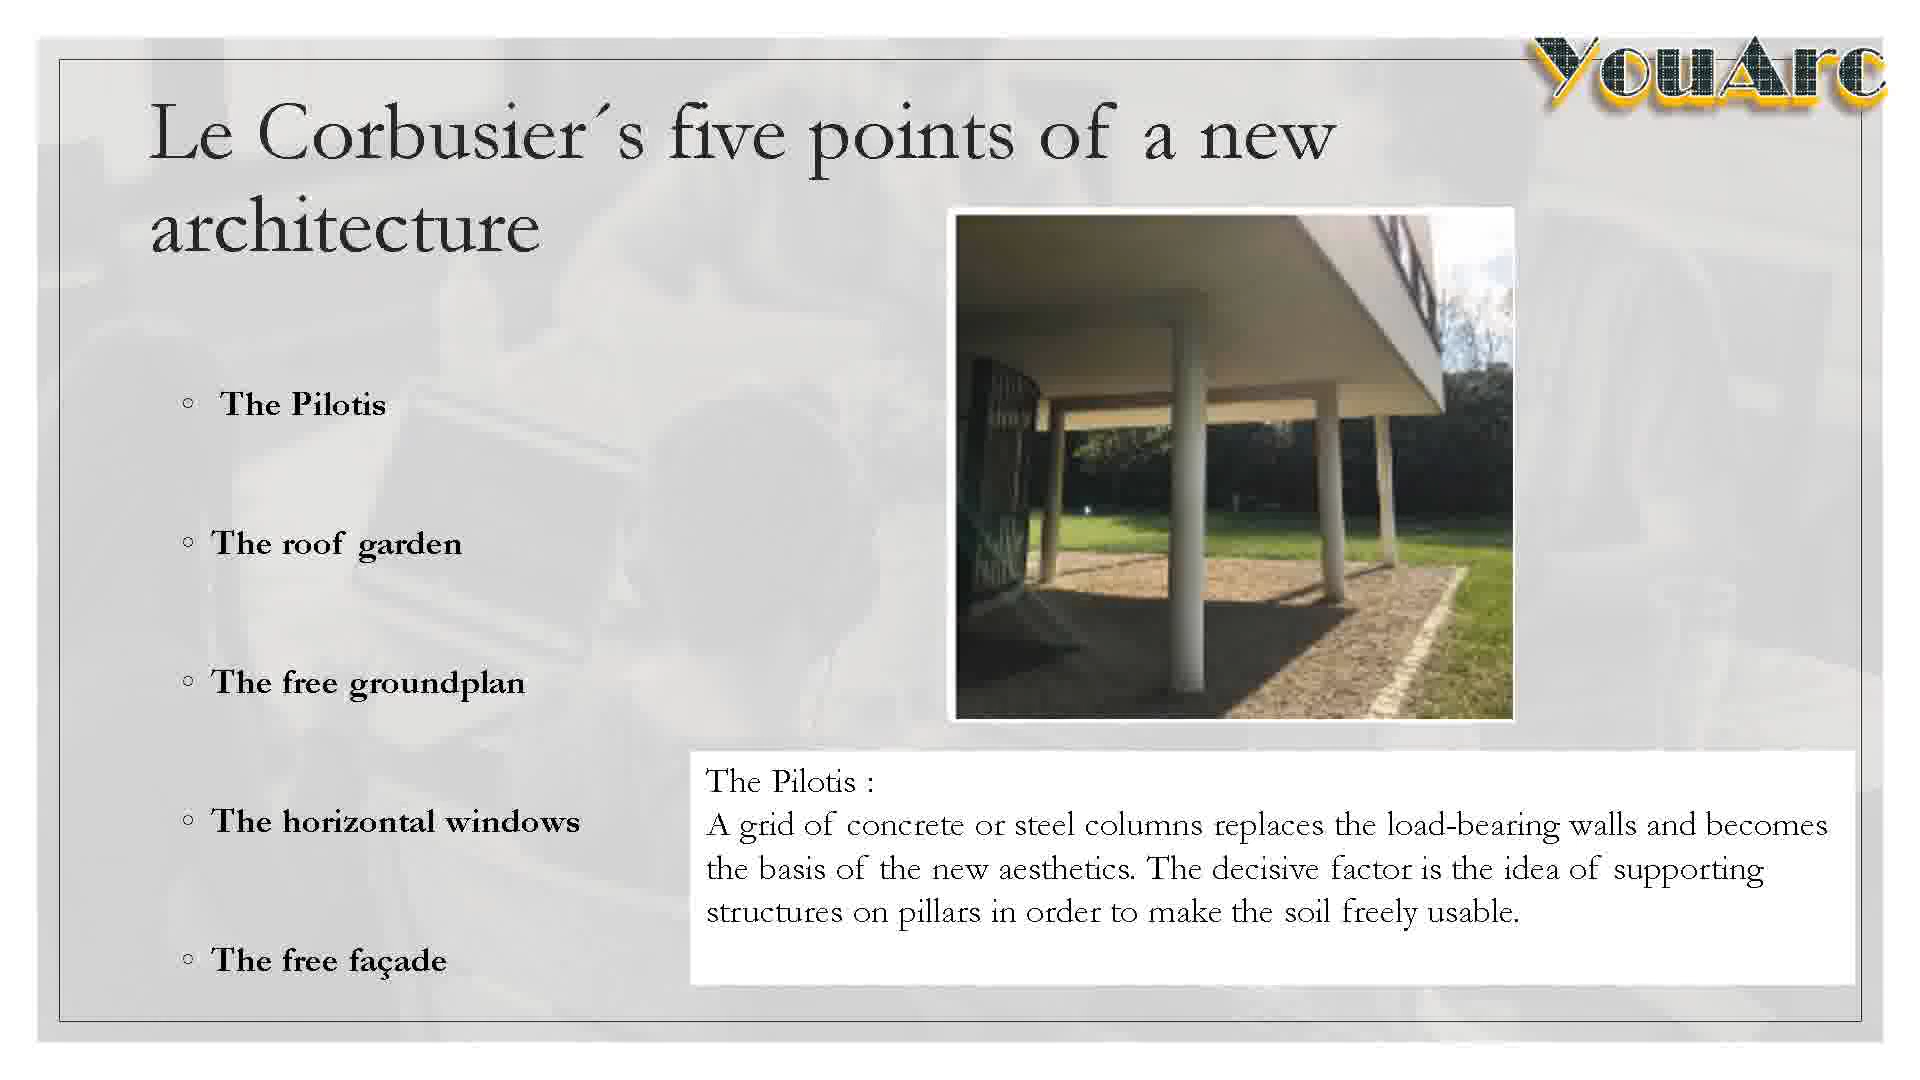 YouArc
Le Corbusier´s five points of a new
architecture
The Pilotis
The roof garden
The free groundplan
The horizontal windows
The free façade
The Pilotis :
A grid of concrete or steel columns replaces the load-bearing walls and becomes
the basis of the new aesthetics. The decisive factor is the idea of supporting
structures on pillars in order to make the soil freely usable.